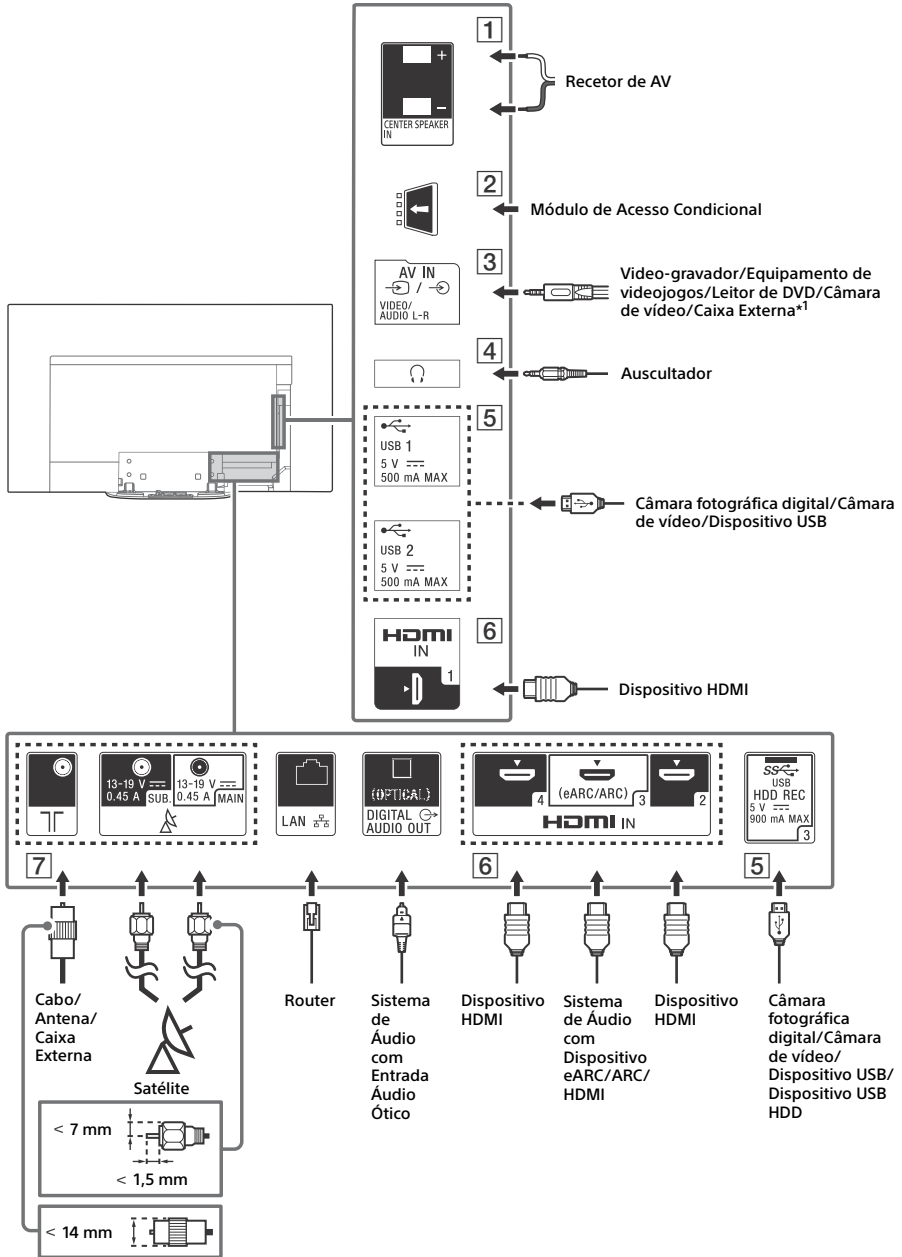 1
+
−
CENTER SPEAKER
IN
Recetor de AV
2
Módulo de Acesso Condicional
3
AV IN
/
VIDEO/
AUDIO L-R
Video-gravador/Equipamento de
videojogos/Leitor de DVD/Câmara
de vídeo/Caixa Externa*1
4
Auscultador
5
USB 1
5 V
500 mA MAX
USB 2
5 V
500 mA MAX
Câmara fotográfica digital/Câmara
de vídeo/Dispositivo USB
6
HDMI
IN
1
Dispositivo HDMI
13-19 V
0.45 A SUB.
13-19 V
0.45 A MAIN
LAN
(OPTICAL)
DIGITAL
AUDIO OUT
4
(eARC/ARC) 3
2
HDMI IN
SS
USB
HDD REC
5 V
900 mA MAX
3
7
6
5
Cabo/
Antena/
Caixa
Externa
Satélite
Router
Sistema
de
Áudio
com
Entrada
Áudio
Ótico
Dispositivo
HDMI
Sistema
de Áudio
com
Dispositivo
eARC/ARC/
HDMI
Dispositivo
HDMI
Câmara
fotográfica
digital/Câmara
de vídeo/
Dispositivo USB/
Dispositivo USB
HDD
< 7 mm
< 1,5 mm
< 14 mm